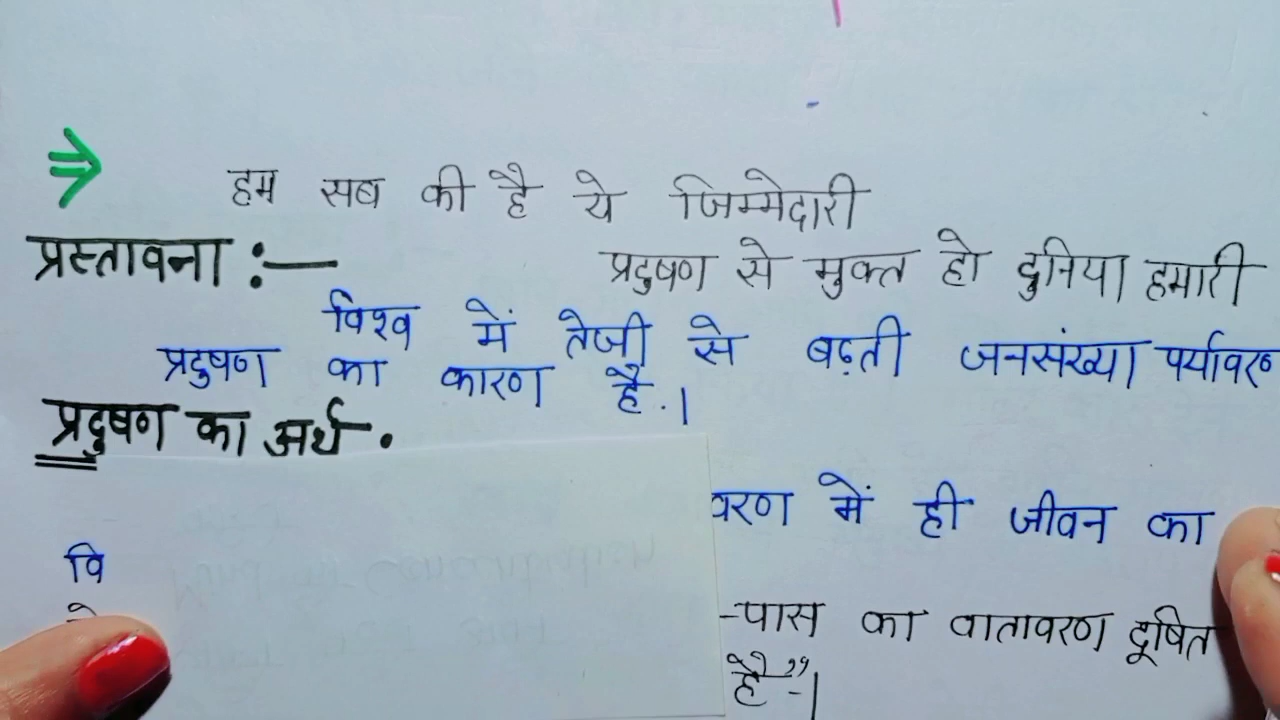 हम सब की है ये जिम्मेदारी
प्रस्तावना :—
प्रदुषण से मुक्त हो दुनिया हमारी
विश्व में तेजी से बढ़ती जनसंख्या पर्यावरण
प्रदुषण का कारण है.।
प्रदुषण का अर्थ-.
वरण में ही जीवन का
वि
-पास का वातावरण दूषित
है"-।